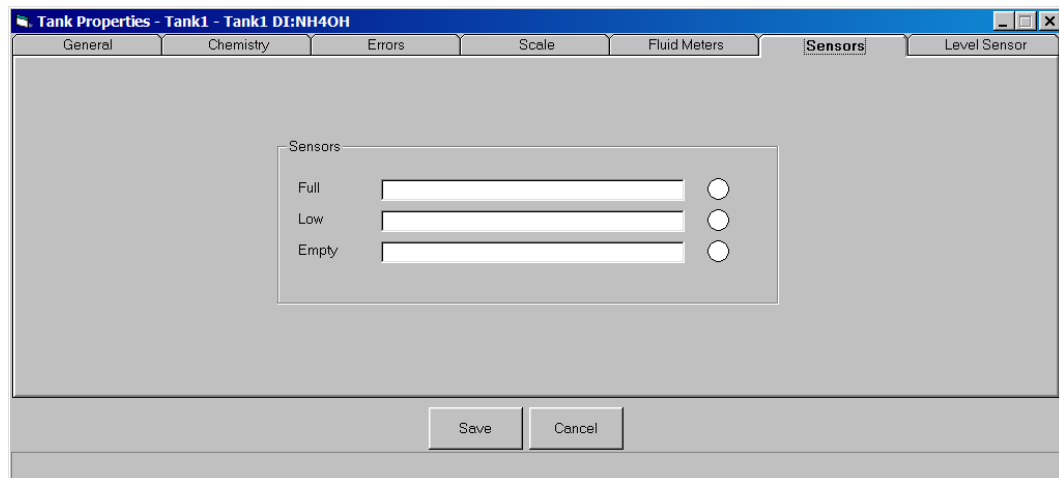 Tank Properties - Tank1 - Tank1 DI:NH4OH
General Chemistry Errors Scale Fluid Meters Sensors Level Sensor
Sensors
Full
Low
Empty
Save Cancel